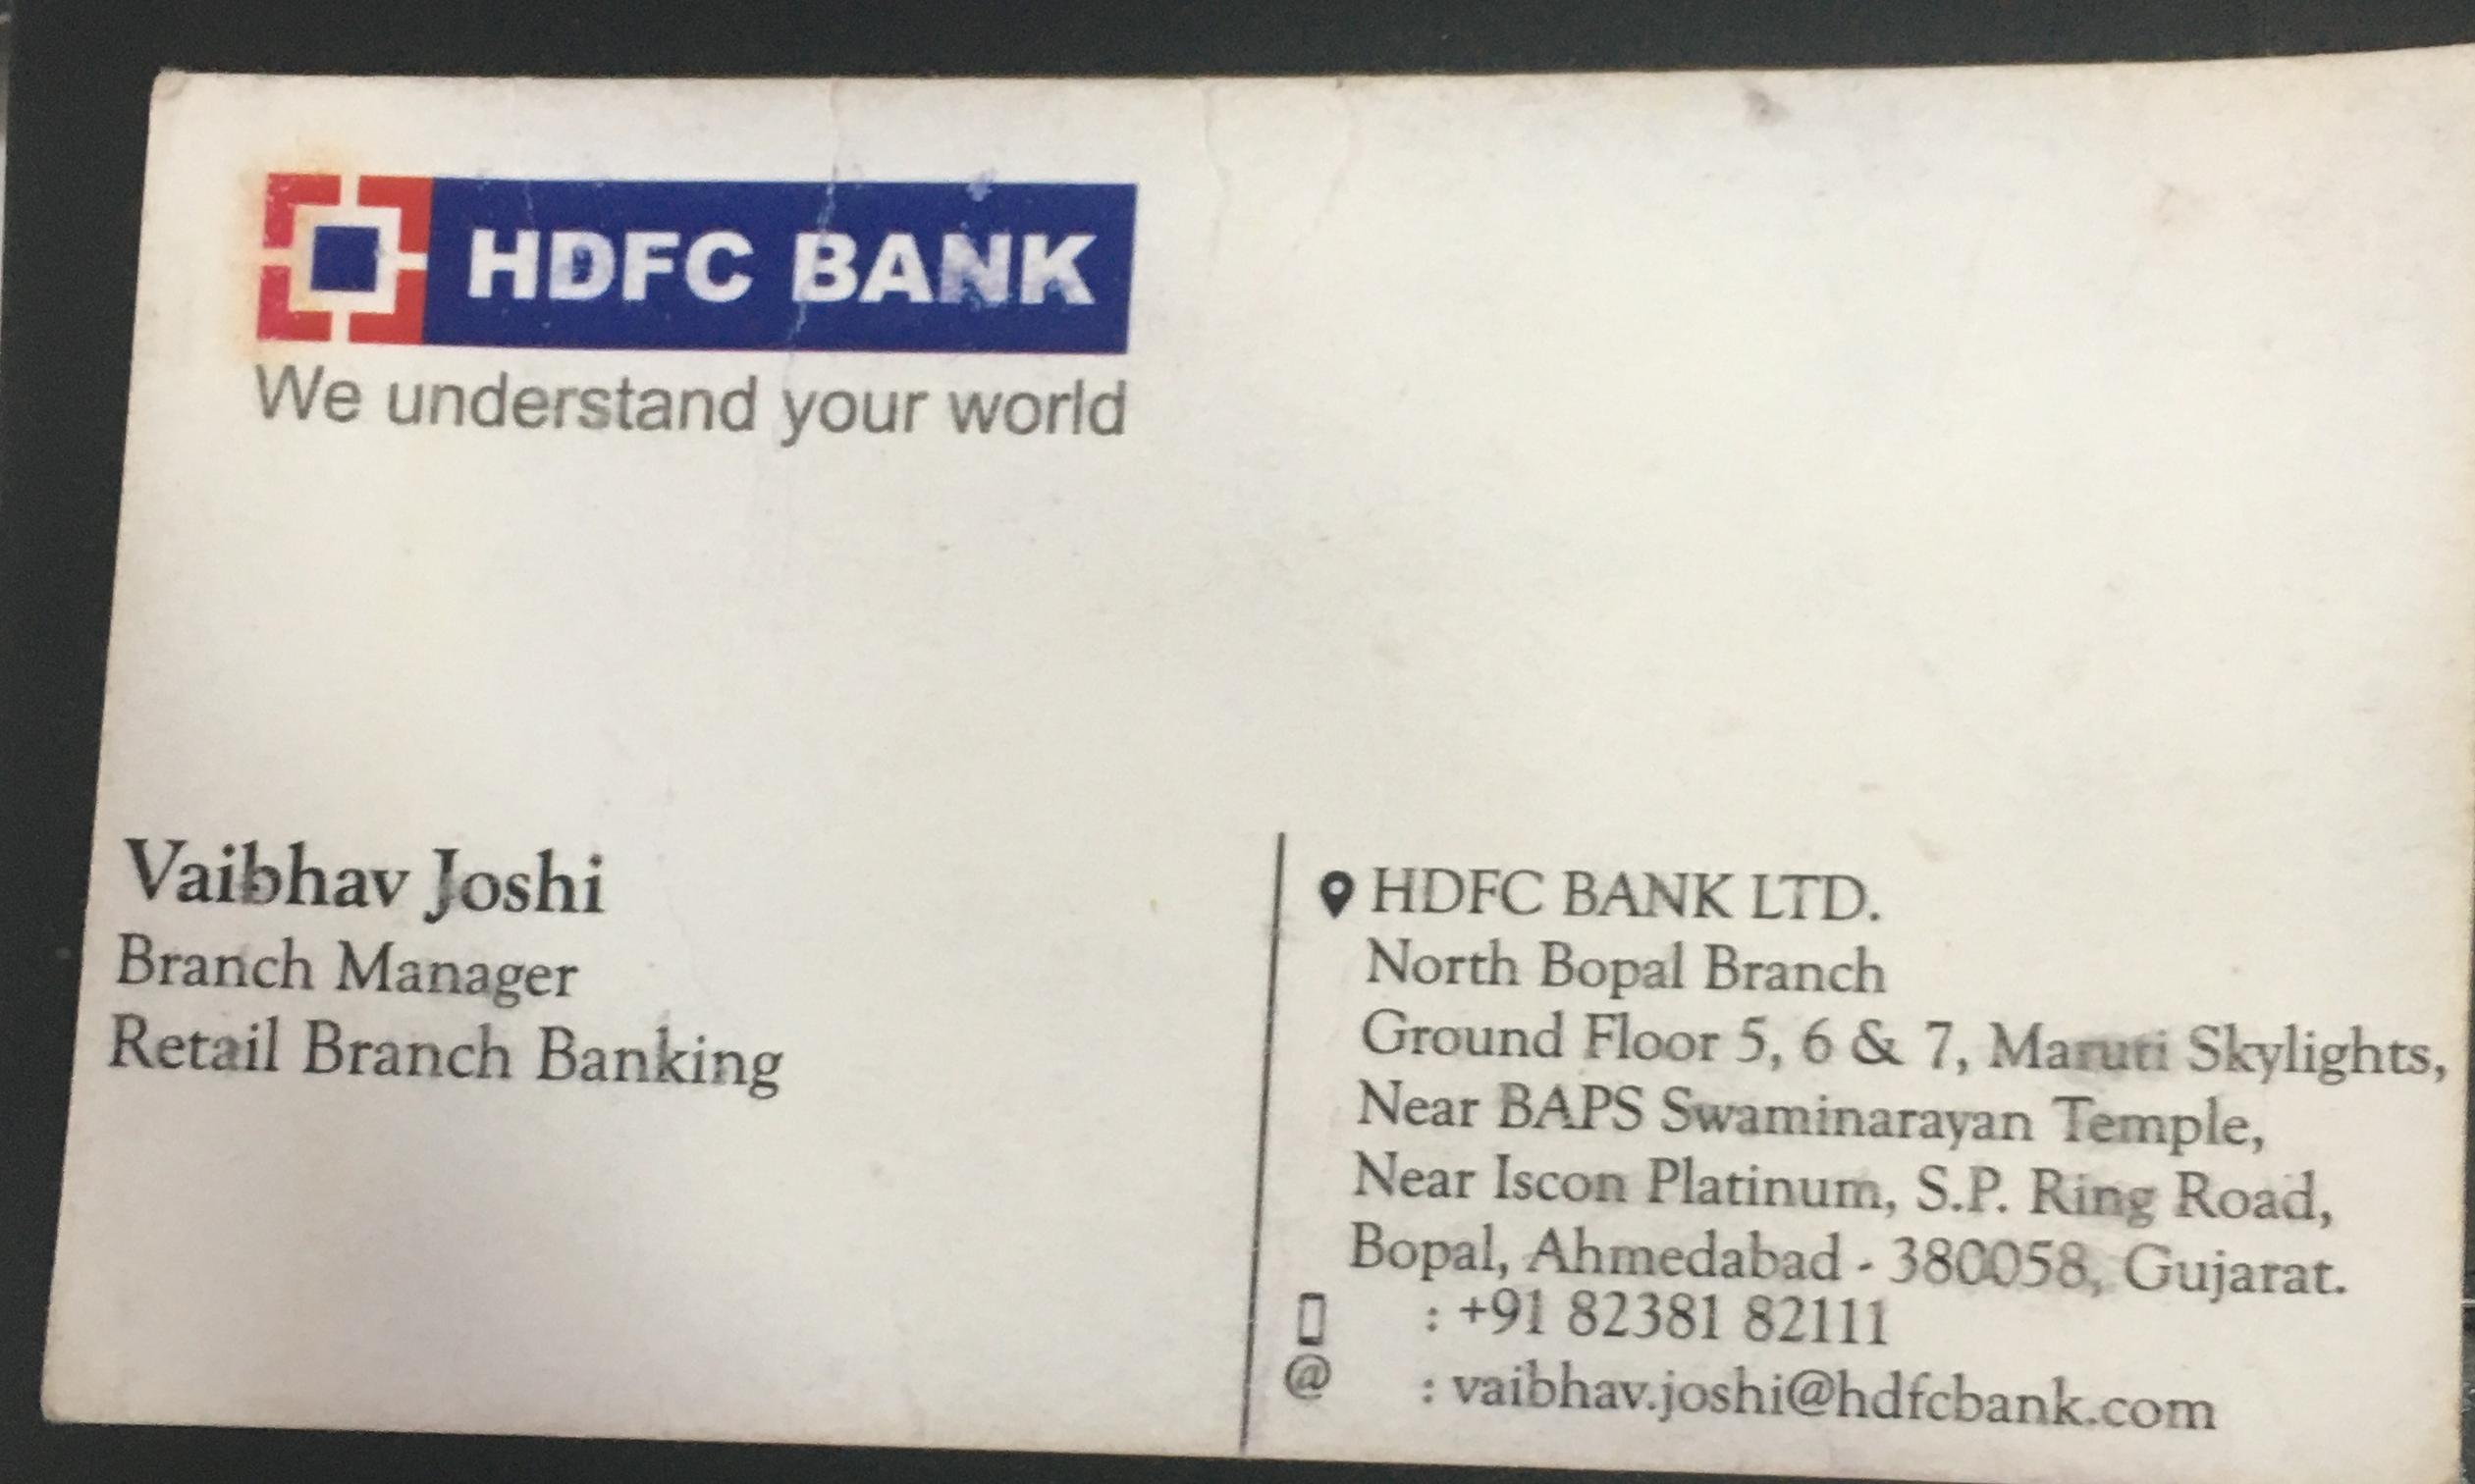 HDFC BANK
We understand your world
Vaibhav Joshi
Branch Manager
Retail Branch Banking
HDFC BANK LTD.
North Bopal Branch
Ground Floor 5, 6 & 7, Maruti Skylights,
Near BAPS Swaminarayan Temple,
Near Iscon Platinum, S.P. Ring Road,
Bopal, Ahmedabad - 380058, Gujarat.
: +91 82381 82111
@ : vaibhav.joshi@hdfcbank.com